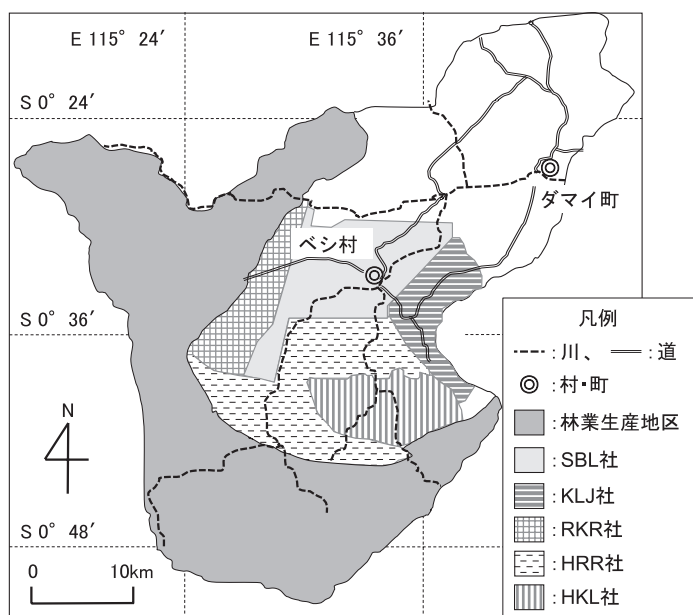 E 115° 24′
E 115° 36′
S 0° 24′
ダマイ町
ベシ村
S 0° 36′
凡例
:川、 :道
:村・町
:林業生産地区
:SBL社
:KLJ社
:RKR社
:HRR社
:HKL社
N
S 0° 48′
0 10km